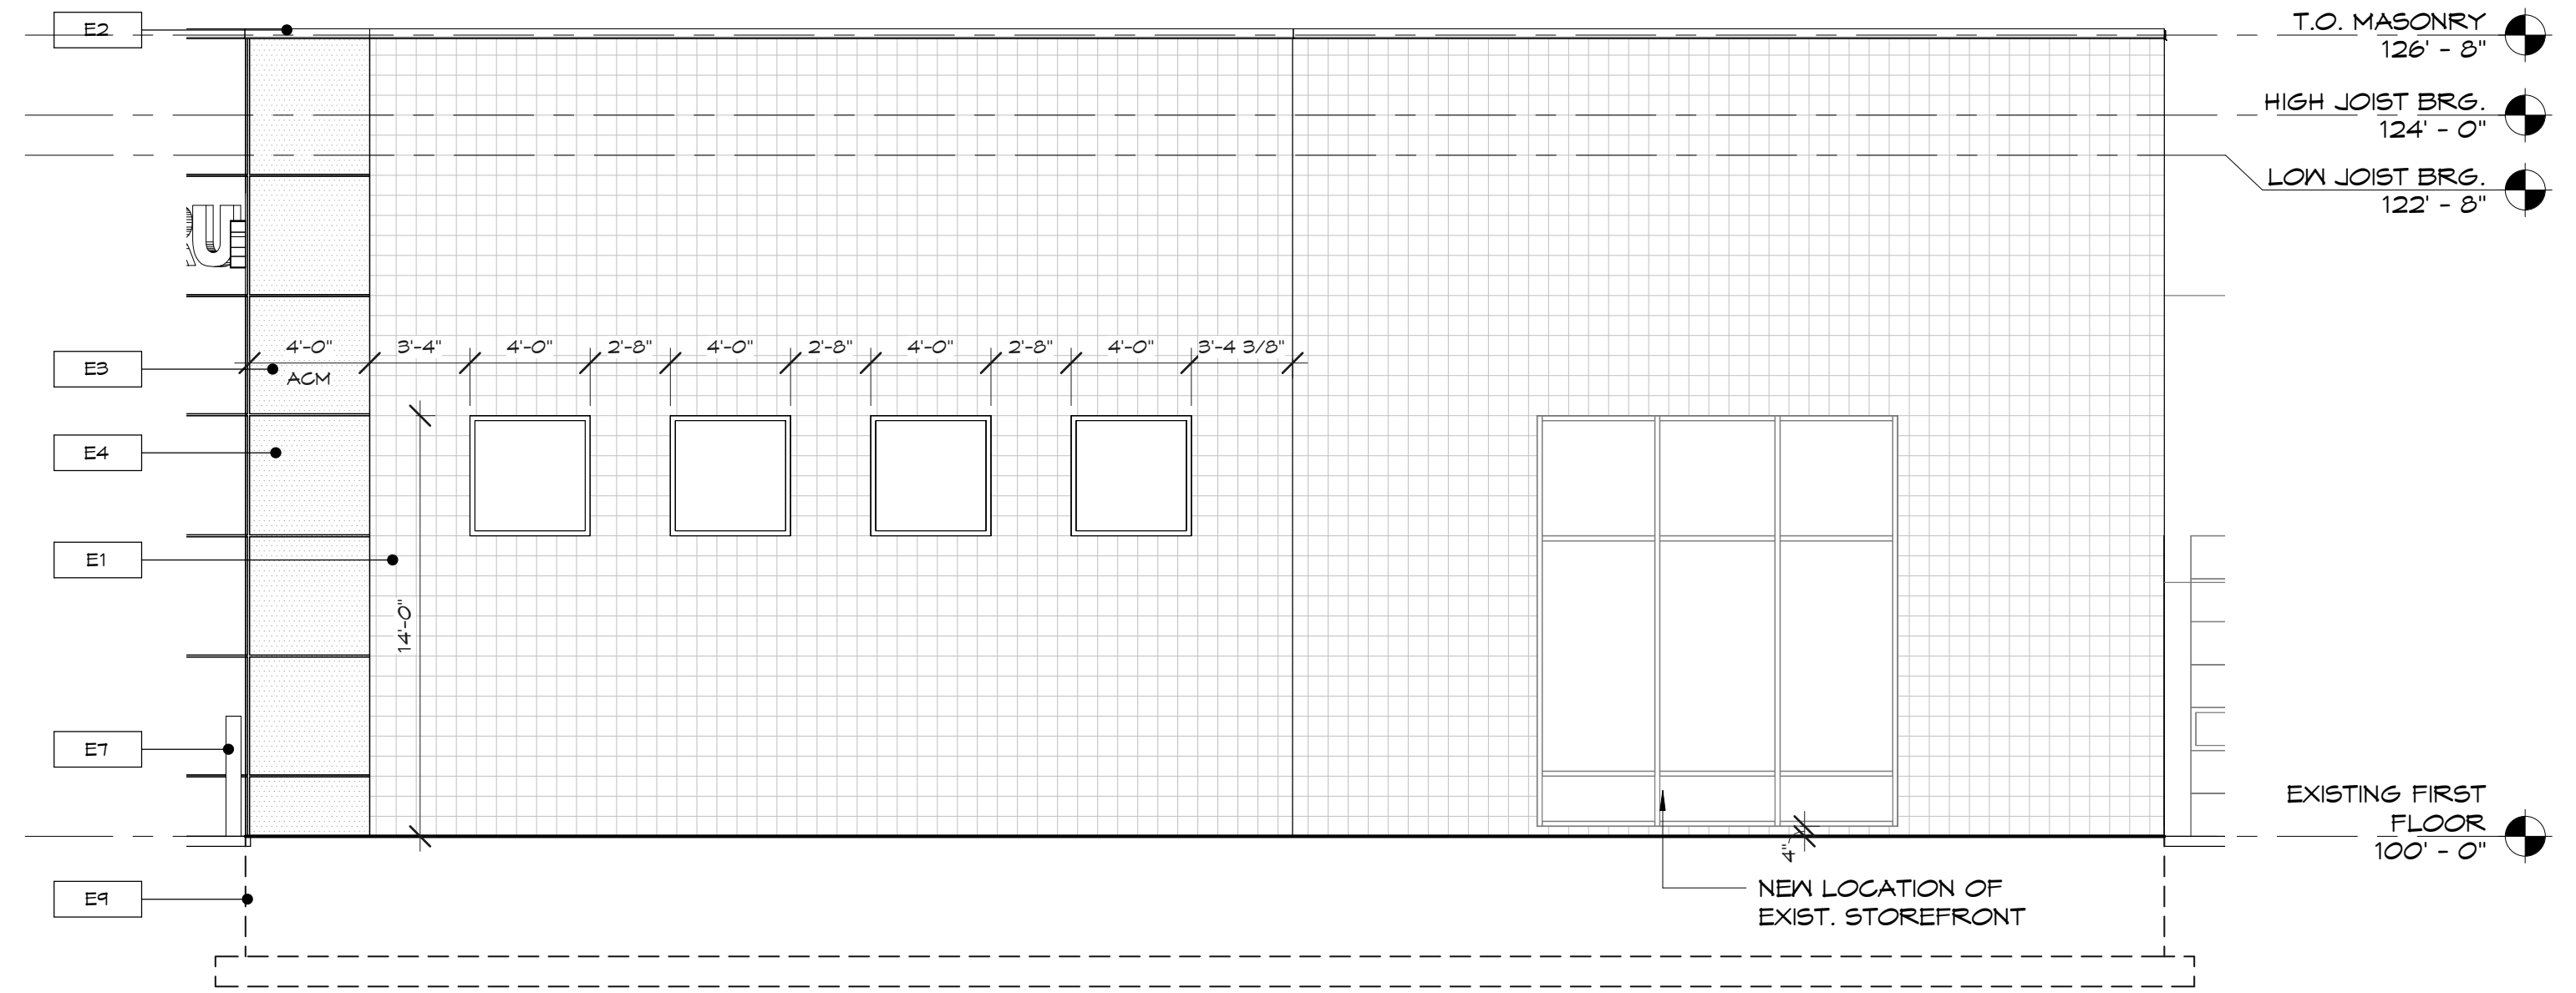 E2
T.O. MASONRY
126' - 8"
HIGH JOIST BRG.
124' - 0"
LOW JOIST BRG.
122' - 8"
RU
E3
4'-0"
3'-4"
4'-0"
2'-8"
4'-0"
2'-8"
4'-0"
2'-8"
4'-0"
3'-4 3/8"
ACM
E4
E1
14'-0"
E7
EXISTING FIRST
FLOOR
100' - 0"
4"
E9
NEW LOCATION OF
EXIST. STOREFRONT